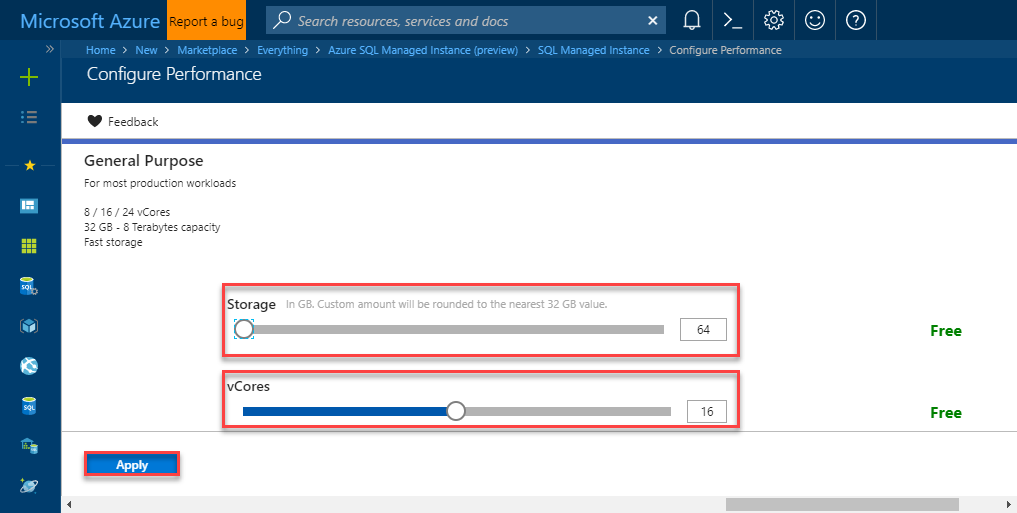 Microsoft Azure Report a bug Search resources, services and docs
Home > New > Marketplace > Everything > Azure SQL Managed Instance (preview) > SQL Managed Instance > Configure Performance
Configure Performance
Feedback
General Purpose
For most production workloads
8 / 16 / 24 vCores
32 GB - 8 Terabytes capacity
Fast storage
Storage In GB. Custom amount will be rounded to the nearest 32 GB value.
64 Free
vCores
16 Free
Apply
SQL
SQL